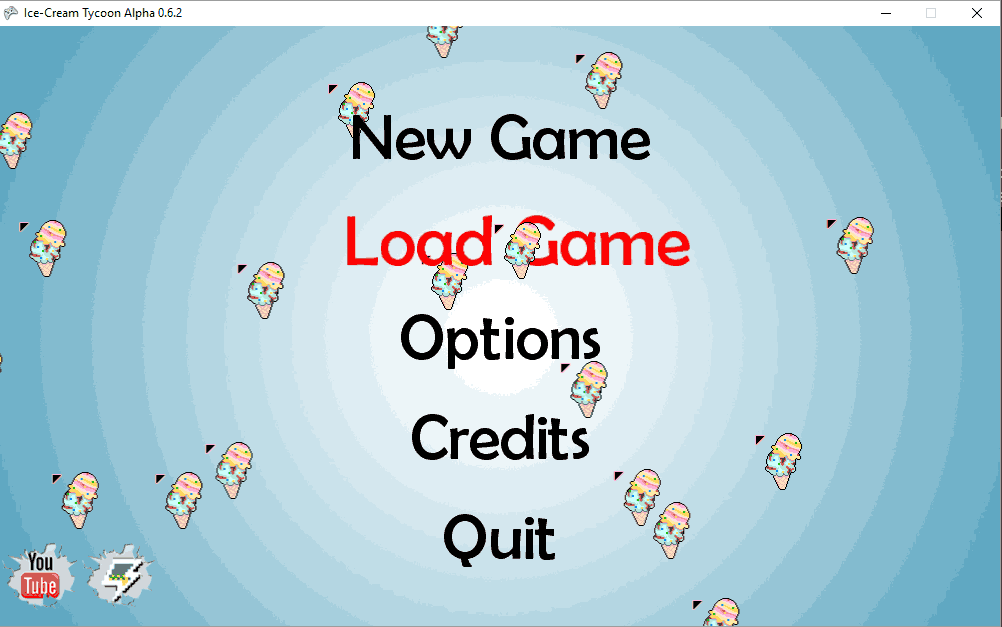 Ice-Cream Tycoon Alpha 0.6.2
New Game
Load Game
Options
Credits
Quit
You
Tube